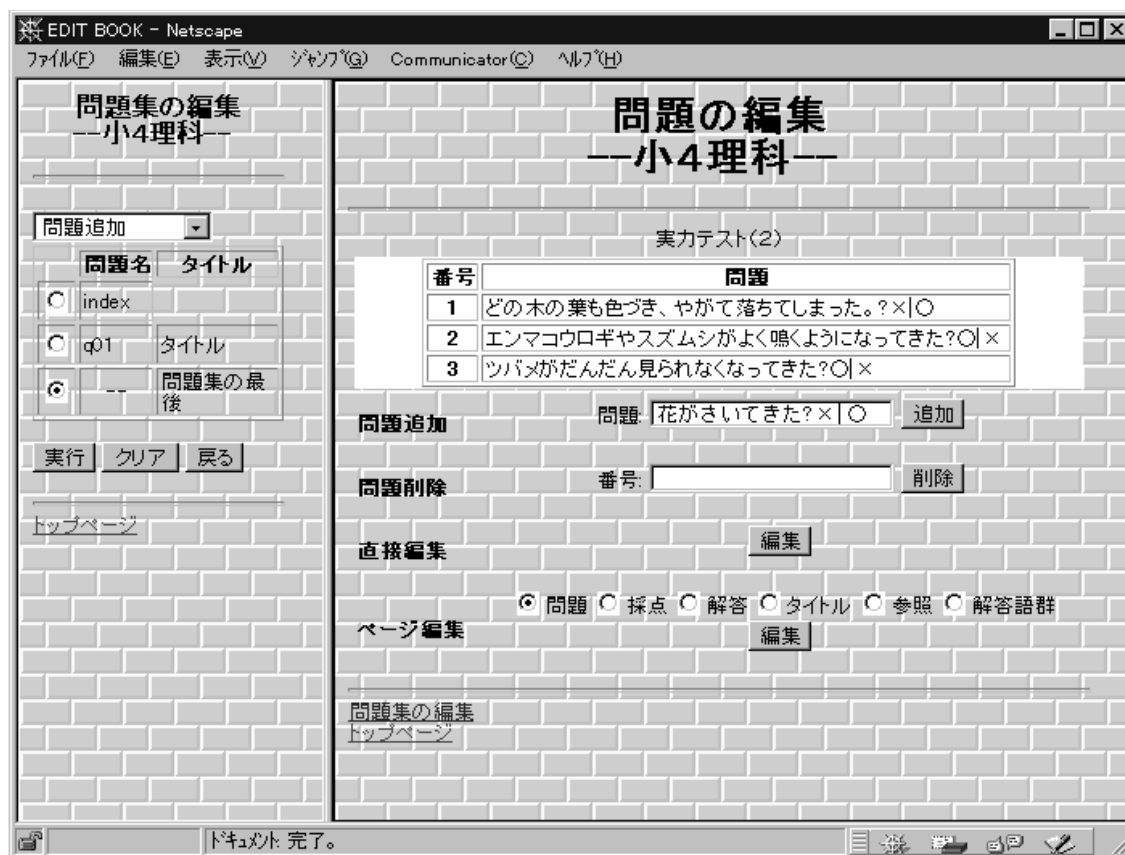 EDIT BOOK - Netscape
ﾌｧｲﾙ(F) 編集(E) 表示(V) ｼﾞｬﾝﾌﾟ(G) Communicator(C) ﾍﾙﾌﾟ(H)
問題集の編集
--小４理科--
問題追加
問題名 タイトル
index
q01 タイトル
-- 問題集の最
後
実行 クリア 戻る
トップページ
問題の編集
--小４理科--
実力テスト(２)
番号 問題
1 どの木の葉も色づき、やがて落ちてしまった。?×|○
2 エンマコウロギやスズムシがよく鳴くようになってきた?○|×
3 ツバメがだんだん見られなくなってきた?○|×
問題追加 問題: 花がさいてきた?×|○ 追加
問題削除 番号: 削除
直接編集 編集
ページ編集 問題 採点 解答 タイトル 参照 解答語群
編集
問題集の編集
トップページ
ﾄﾞｷｭﾒﾝﾄ: 完了。